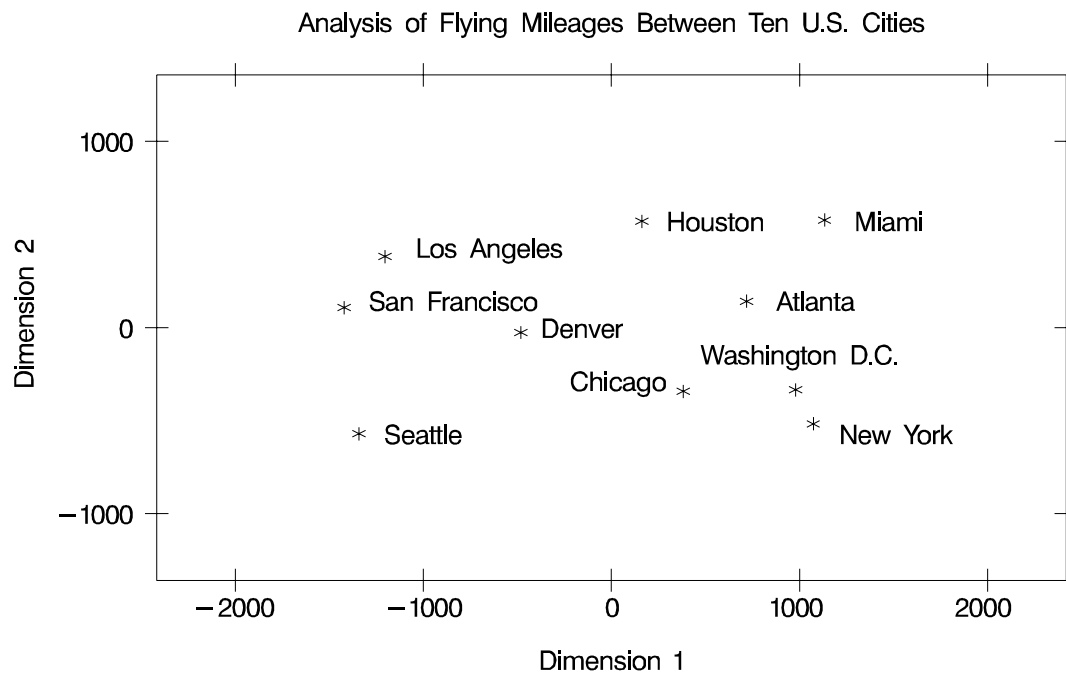 Analysis of Flying Mileages Between Ten U.S. Cities
1000
Houston
Miami
Los Angeles
San Francisco
Atlanta
0
Denver
Washington D.C.
Chicago
Seattle
New York
−1000
Dimension 2
−2000 −1000 0 1000 2000
Dimension 1